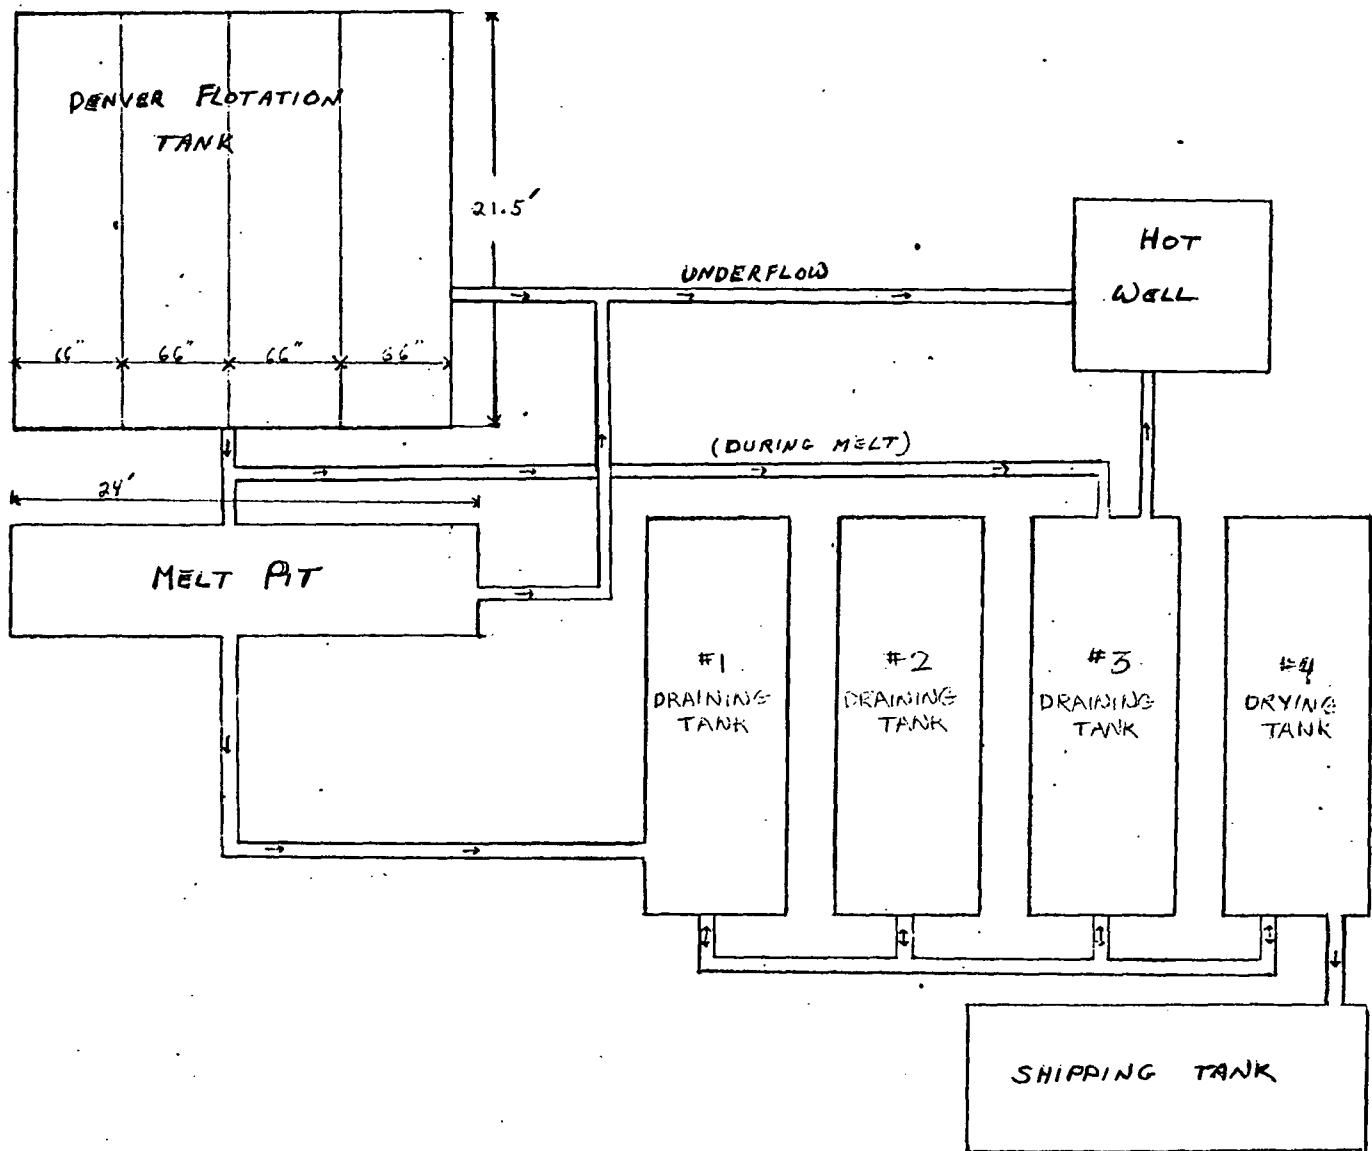 DENVER FLOTATION
TANK
21.5'
HOT
WELL
UNDERFLOW
66" 66" 66" 66"
(DURING MELT)
24'
MELT PIT
#1
DRAINING
TANK
#2
DRAINING
TANK
#3
DRAINING
TANK
#4
DRYING
TANK
SHIPPING TANK